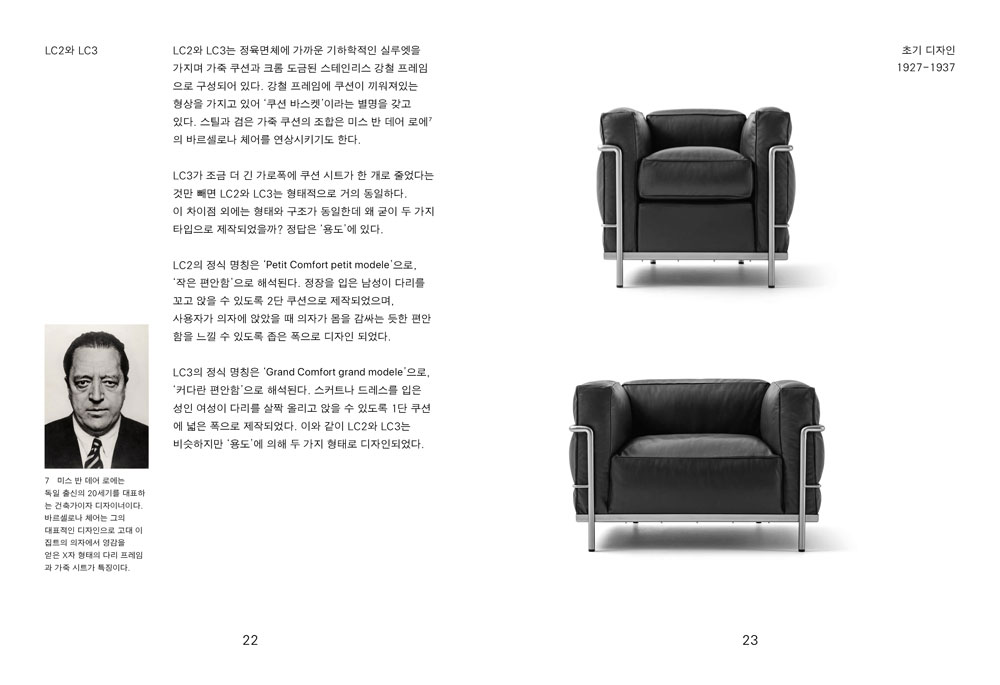 LC2와 LC3
LC2와 LC3는 정육면체에 가까운 기하학적인 실루엣을
가지며 가죽 쿠션과 크롬 도금된 스테인리스 강철 프레임
으로 구성되어 있다. 강철 프레임에 쿠션이 끼워져있는
형상을 가지고 있어 '쿠션 바스켓'이라는 별명을 갖고
있다. 스틸과 검은 가죽 쿠션의 조합은 미스 반 데어 로에7
의 바르셀로나 체어를 연상시키기도 한다.
LC3가 조금 더 긴 가로폭에 쿠션 시트가 한 개로 줄었다는
것만 빼면 LC2와 LC3는 형태적으로 거의 동일하다.
이 차이점 외에는 형태와 구조가 동일한데 왜 굳이 두 가지
타입으로 제작되었을까? 정답은 '용도'에 있다.
LC2의 정식 명칭은 'Petit Comfort petit modele'으로,
'작은 편안함'으로 해석된다. 정장을 입은 남성이 다리를
꼬고 앉을 수 있도록 2단 쿠션으로 제작되었으며,
사용자가 의자에 앉았을 때 의자가 몸을 감싸는 듯한 편안
함을 느낄 수 있도록 좁은 폭으로 디자인 되었다.
LC3의 정식 명칭은 'Grand Comfort grand modele'으로,
'커다란 편안함'으로 해석된다. 스커트나 드레스를 입은
성인 여성이 다리를 살짝 올리고 앉을 수 있도록 1단 쿠션
에 넓은 폭으로 제작되었다. 이와 같이 LC2와 LC3는
비슷하지만 '용도'에 의해 두 가지 형태로 디자인되었다.
7 미스 반 데어 로에는
독일 출신의 20세기를 대표하
는 건축가이자 디자이너이다.
바르셀로나 체어는 그의
대표적인 디자인으로 고대 이
집트의 의자에서 영감을
얻은 X자 형태의 다리 프레임
과 가죽 시트가 특징이다.
22
초기 디자인
1927-1937
23